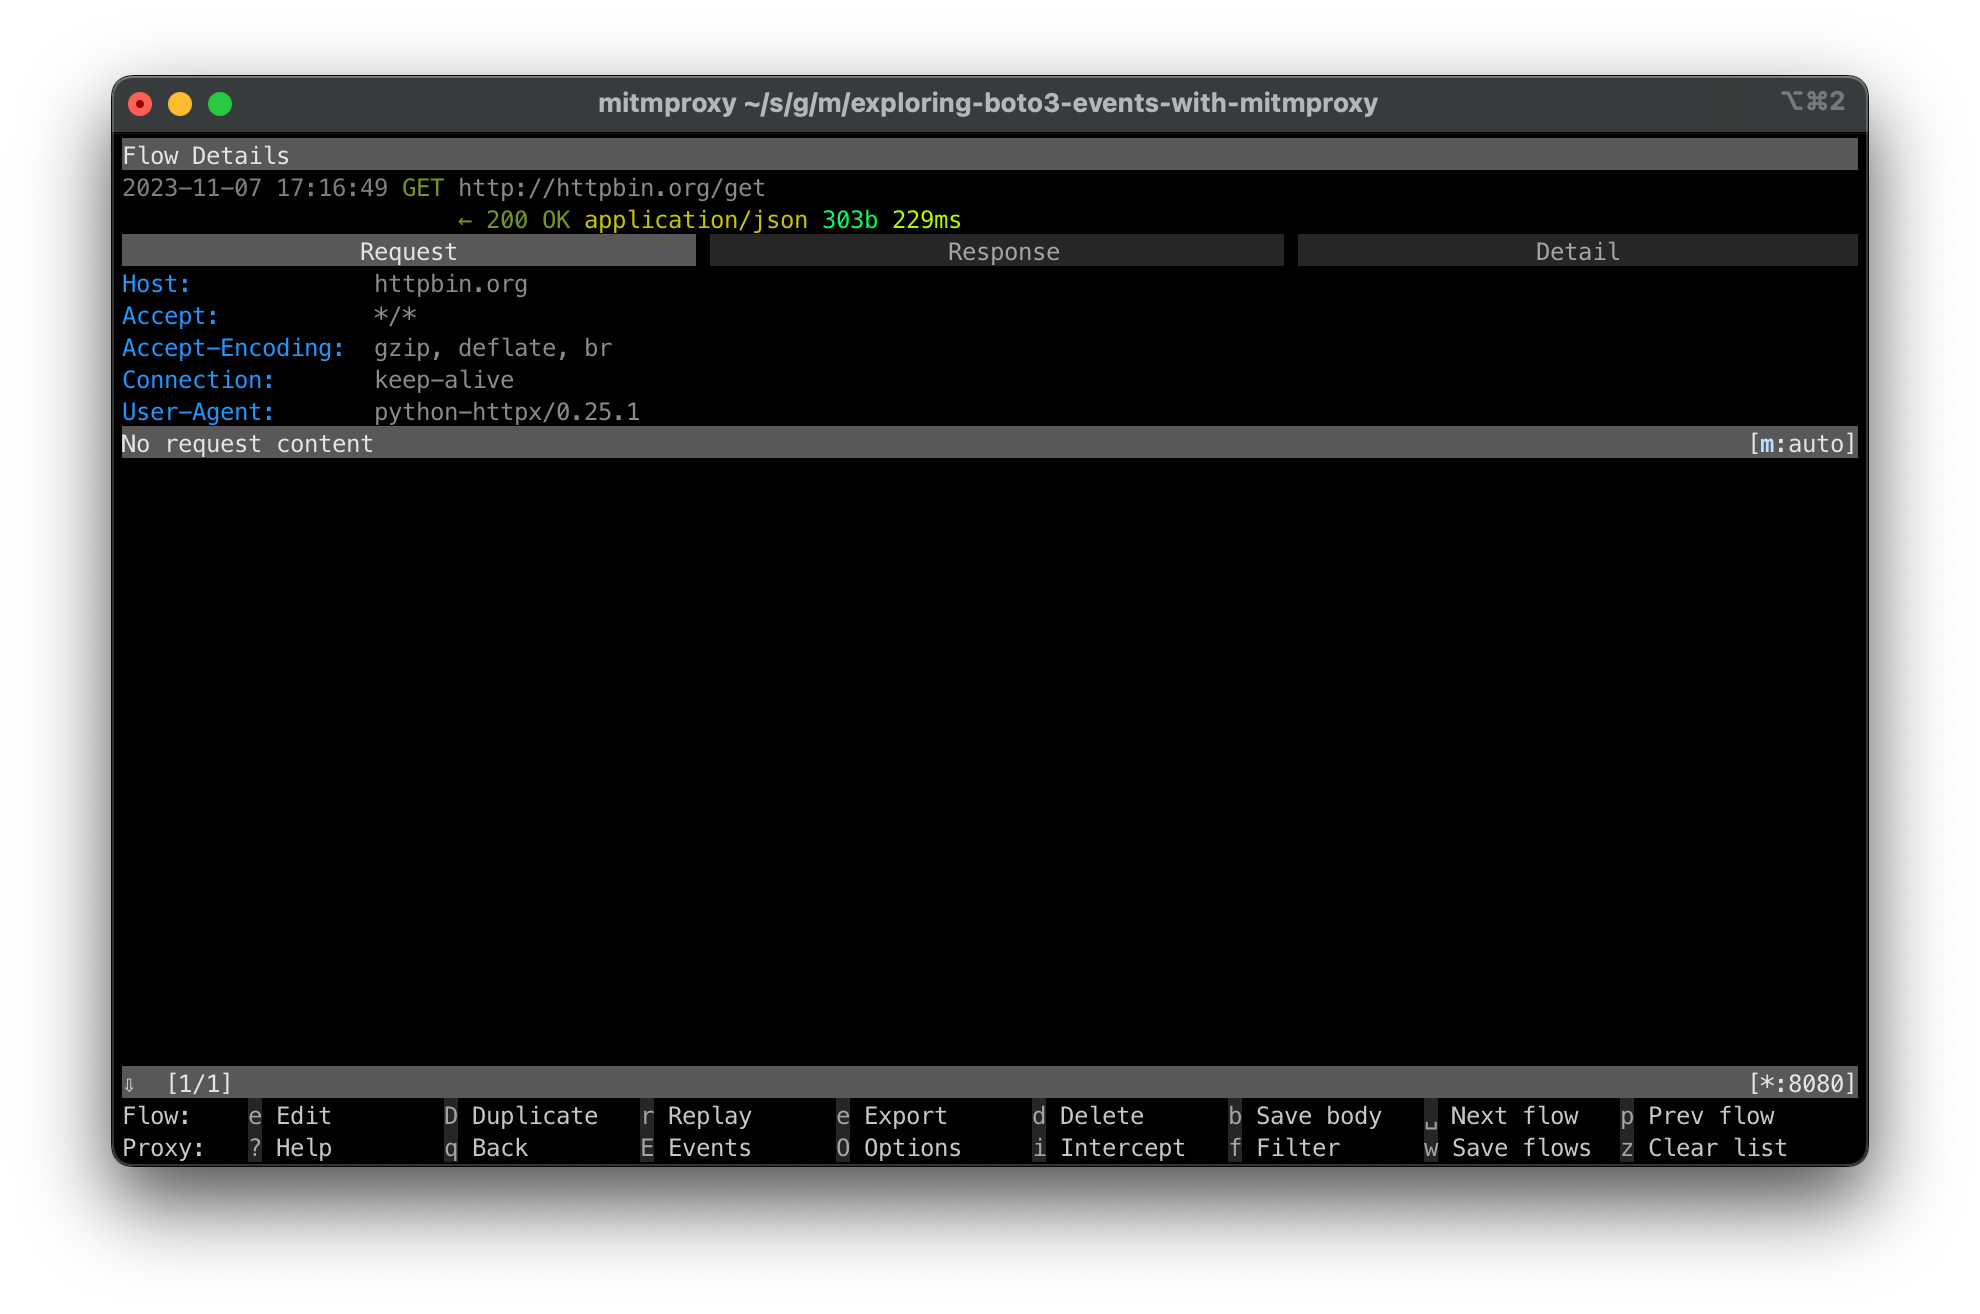 mitmproxy ~/s/g/m/exploring-boto3-events-with-mitmproxy ⌥⌘2
Flow Details
2023-11-07 17:16:49 GET http://httpbin.org/get
← 200 OK application/json 303b 229ms
Request Response Detail
Host: httpbin.org
Accept: */*
Accept-Encoding: gzip, deflate, br
Connection: keep-alive
User-Agent: python-httpx/0.25.1
No request content [m:auto]
⇩ [1/1] [*:8080]
Flow: e Edit D Duplicate r Replay e Export d Delete b Save body ␣ Next flow p Prev flow
Proxy: ? Help q Back E Events O Options i Intercept f Filter w Save flows z Clear list